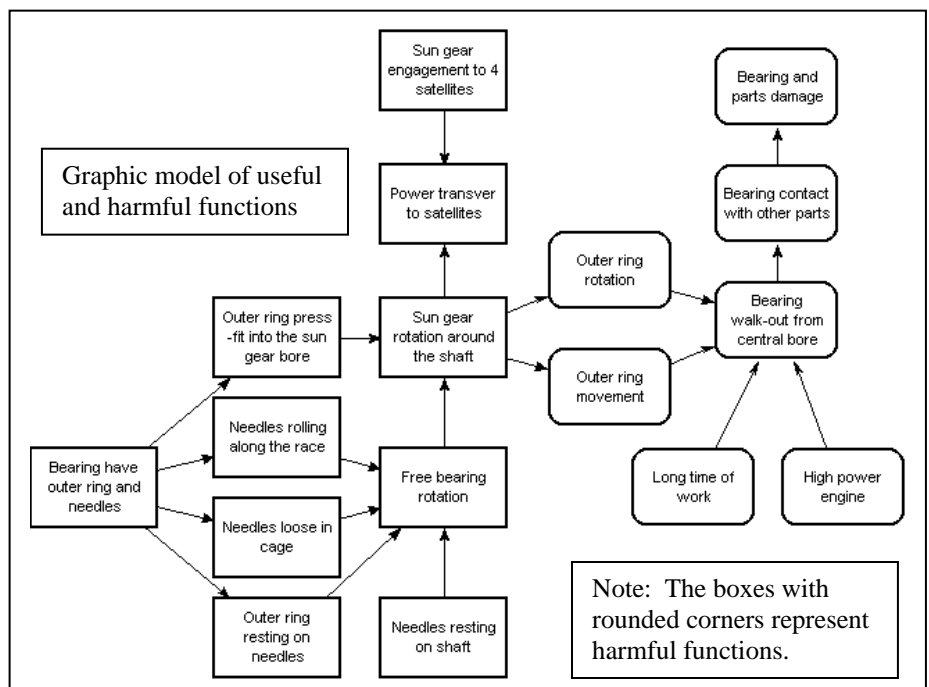 Sun gear
engagement to 4
satellites
Bearing and
parts damage
Graphic model of useful
and harmful functions
Power transver
to satellites
Bearing contact
with other parts
Outer ring
rotation
Outer ring press
-fit into the sun
gear bore
Sun gear
rotation around
the shaft
Bearing
walk-out from
central bore
Outer ring
movement
Needles rolling
along the race
Bearing have
outer ring and
needles
Free bearing
rotation
Long time of
work
High power
engine
Needles loose in
cage
Outer ring
resting on
needles
Needles resting
on shaft
Note: The boxes with
rounded corners represent
harmful functions.